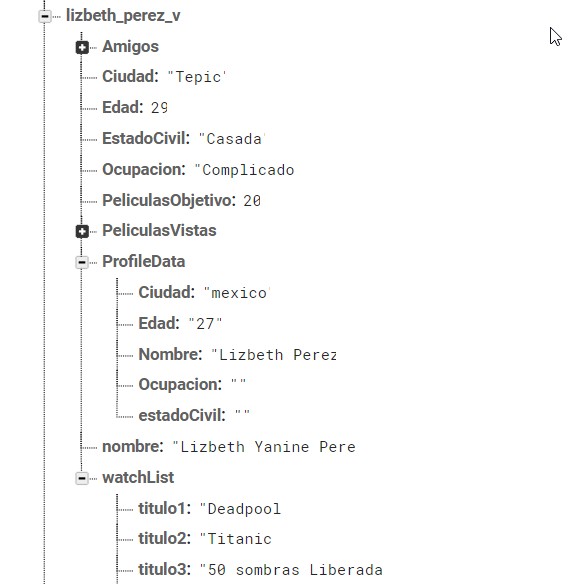 lizbeth_perez_v
Amigos
Ciudad: "Tepic"
Edad: 29
EstadoCivil: "Casada
Ocupacion: "Complicado
PeliculasObjetivo: 20
PeliculasVistas
ProfileData
Ciudad: "mexico"
Edad: "27"
Nombre: "Lizbeth Perez
Ocupacion: ""
estadoCivil: ""
nombre: "Lizbeth Yanine Pere
watchList
titulo1: "Deadpool
titulo2: "Titanic
titulo3: "50 sombras Liberada